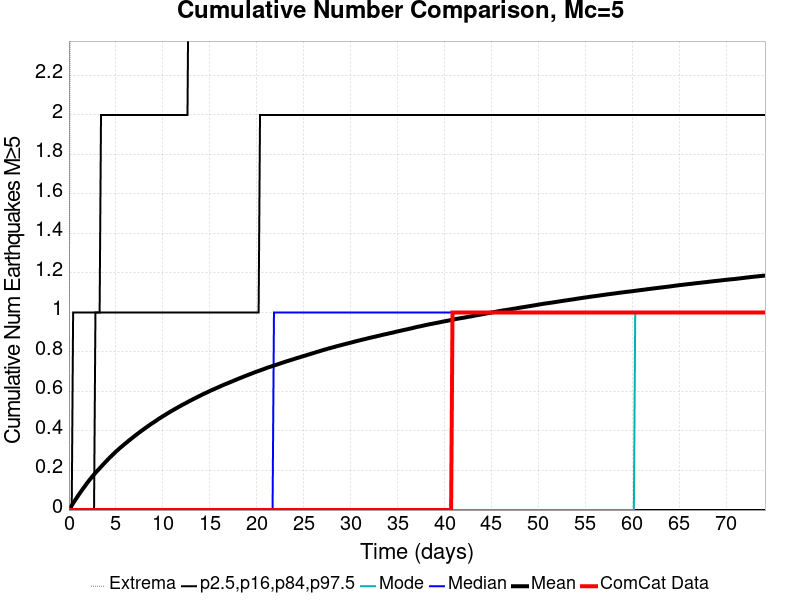 Cumulative Number Comparison, Mc=5
Cumulative Num Earthquakes M≥5
2.2
2
1.8
1.6
1.4
1.2
1
0.8
0.6
0.4
0.2
0
0 5 10 15 20 25 30 35 40 45 50 55 60 65 70
Time (days)
Extrema p2.5,p16,p84,p97.5 Mode Median Mean ComCat Data